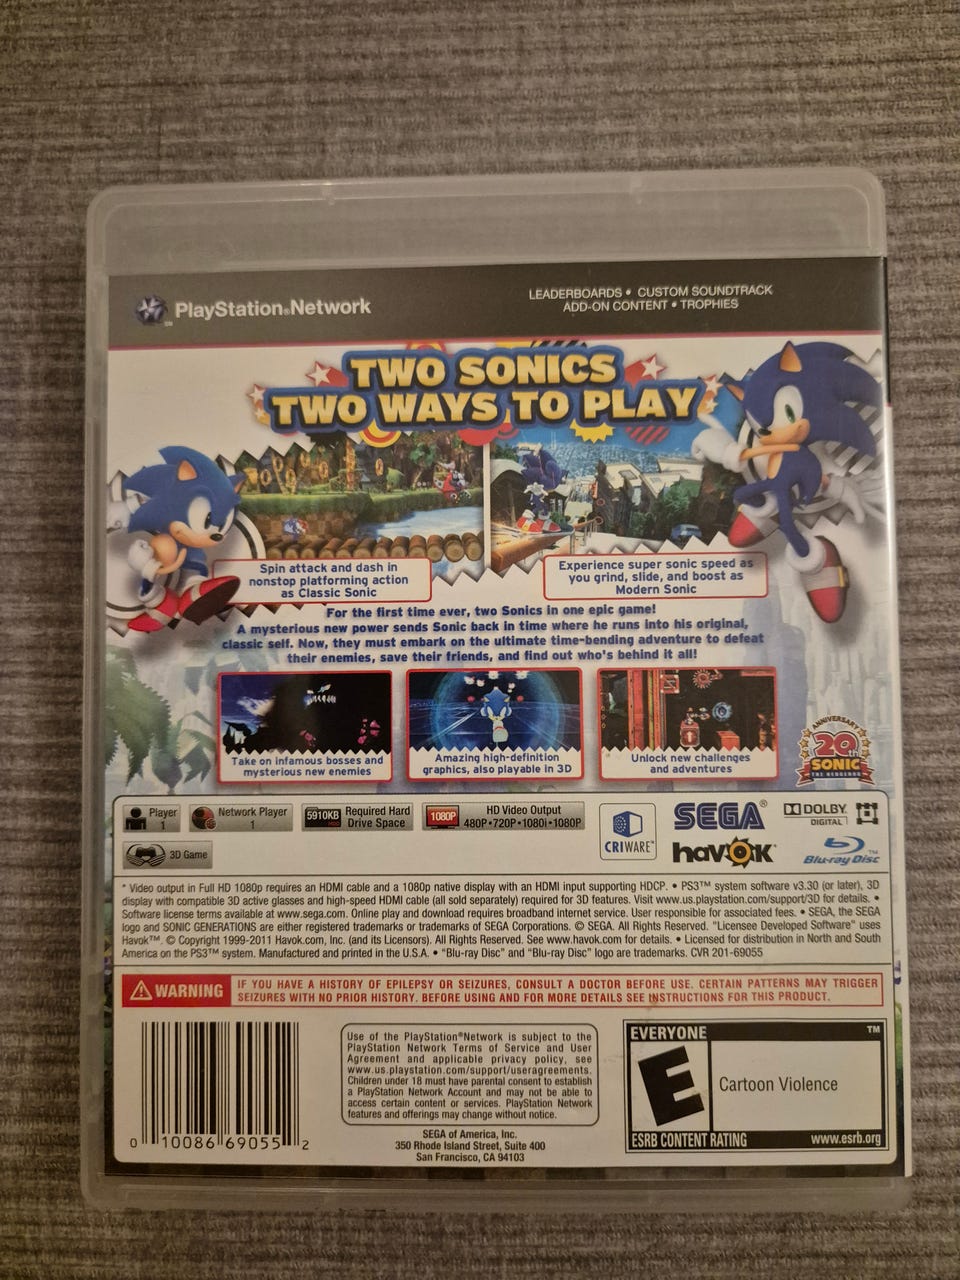 PlayStation®Network
SM
LEADERBOARDS • CUSTOM SOUNDTRACK
ADD-ON CONTENT • TROPHIES
TWO SONICS
TWO WAYS TO PLAY
Spin attack and dash in
nonstop platforming action
as Classic Sonic
Experience super sonic speed as
you grind, slide, and boost as
Modern Sonic
For the first time ever, two Sonics in one epic game!
A mysterious new power sends Sonic back in time where he runs into his original,
classic self. Now, they must embark on the ultimate time-bending adventure to defeat
their enemies, save their friends, and find out who's behind it all!
Take on infamous bosses and
mysterious new enemies
Amazing high-definition
graphics, also playable in 3D
Unlock new challenges
and adventures
ANNIVERSARY
20th
SONIC
THE HEDGEHOG
Player
1
Network Player
1
5910KB
Required Hard
Drive Space
1080P
HD Video Output
480P•720P•1080i•1080P
3D Game
CRIWARE™
SEGA®
havok™
DOLBY
DIGITAL
Blu-ray Disc™
* Video output in Full HD 1080p requires an HDMI cable and a 1080p native display with an HDMI input supporting HDCP. • PS3™ system software v3.30 (or later), 3D
display with compatible 3D active glasses and high-speed HDMI cable (all sold separately) required for 3D features. Visit www.us.playstation.com/support/3D for details. •
Software license terms available at www.sega.com. Online play and download requires broadband internet service. User responsible for associated fees. • SEGA, the SEGA
logo and SONIC GENERATIONS are either registered trademarks or trademarks of SEGA Corporations. © SEGA. All Rights Reserved. "Licensee Developed Software" uses
Havok™. © Copyright 1999-2011 Havok.com, Inc. (and its Licensors). All Rights Reserved. See www.havok.com for details. • Licensed for distribution in North and South
America on the PS3™ system. Manufactured and printed in the U.S.A. • “Blu-ray Disc” and “Blu-ray Disc” logo are trademarks. CVR 201-69055
WARNING
IF YOU HAVE A HISTORY OF EPILEPSY OR SEIZURES, CONSULT A DOCTOR BEFORE USE. CERTAIN PATTERNS MAY TRIGGER
SEIZURES WITH NO PRIOR HISTORY. BEFORE USING AND FOR MORE DETAILS SEE INSTRUCTIONS FOR THIS PRODUCT.
0 10086 69055 2
Use of the PlayStation®Network is subject to the
PlayStation Network Terms of Service and User
Agreement and applicable privacy policy, see
www.us.playstation.com/support/useragreements.
Children under 18 must have parental consent to establish
a PlayStation Network Account and may not be able to
access certain content or services. PlayStation Network
features and offerings may change without notice.
SEGA of America, Inc.
350 Rhode Island Street, Suite 400
San Francisco, CA 94103
EVERYONE
TM
E
Cartoon Violence
ESRB CONTENT RATING
www.esrb.org